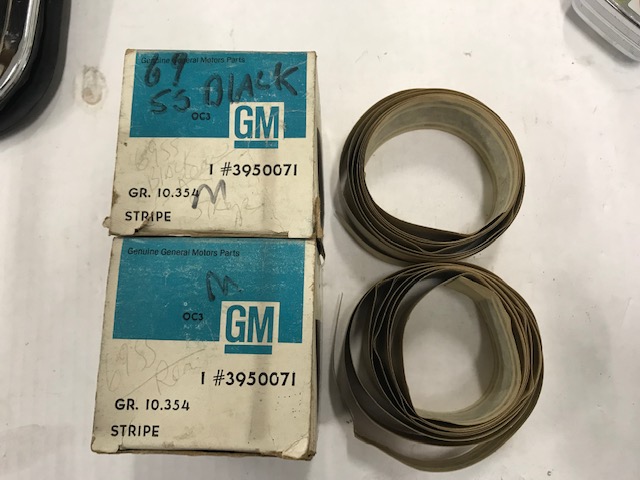 Genuine General Motors Parts
69
SS BLACK
OC3
GM
1 #3950071
GR. 10.354
M
STRIPE
Genuine General Motors Parts
M
OC3
GM
1 #3950071
GR. 10.354
STRIPE